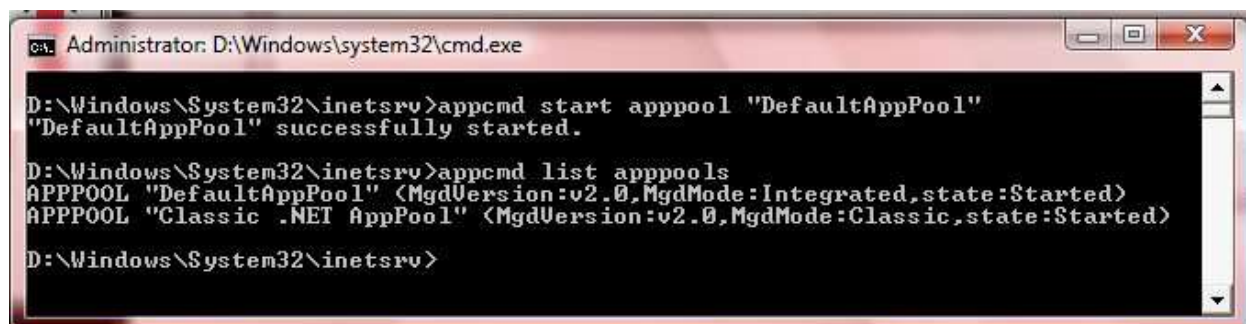 Administrator: D:\Windows\system32\cmd.exe
D:\Windows\System32\inetsrv>appcmd start apppool "DefaultAppPool"
"DefaultAppPool" successfully started.
D:\Windows\System32\inetsrv>appcmd list apppools
APPPOOL "DefaultAppPool" (MgdVersion:v2.0,MgdMode:Integrated,state:Started)
APPPOOL "Classic .NET AppPool" (MgdVersion:v2.0,MgdMode:Classic,state:Started)
D:\Windows\System32\inetsrv>